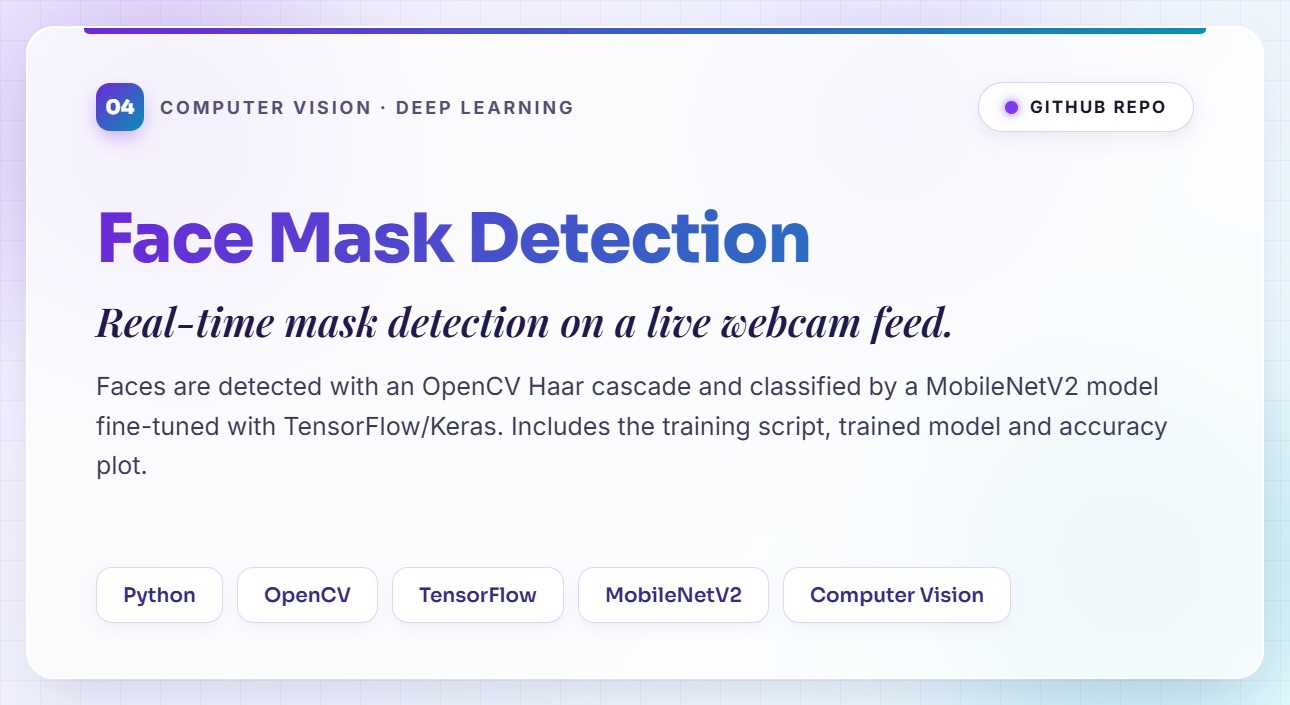 04 COMPUTER VISION · DEEP LEARNING
GITHUB REPO
Face Mask Detection
Real-time mask detection on a live webcam feed.
Faces are detected with an OpenCV Haar cascade and classified by a MobileNetV2 model
fine-tuned with TensorFlow/Keras. Includes the training script, trained model and accuracy
plot.
Python OpenCV TensorFlow MobileNetV2 Computer Vision